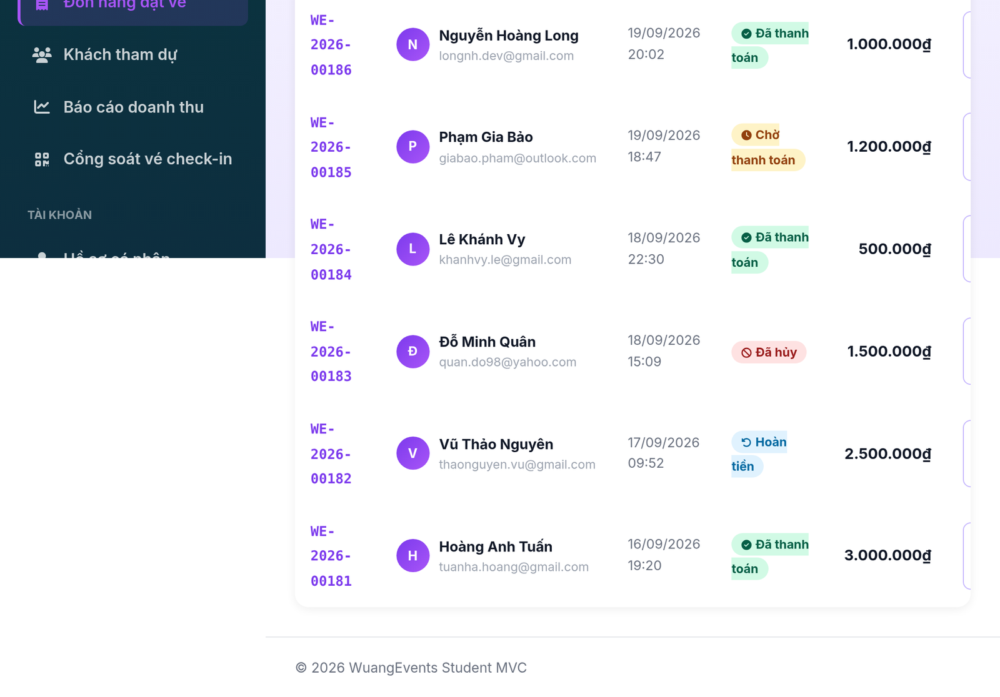 Đơn hàng đặt vé
Khách tham dự
Báo cáo doanh thu
Cổng soát vé check-in
TÀI KHOẢN
Hồ sơ cá nhân
WE-
2026-
00186
N
Nguyễn Hoàng Long
longnh.dev@gmail.com
19/09/2026
20:02
Đã thanh
toán
1.000.000₫
WE-
2026-
00185
P
Phạm Gia Bảo
giabao.pham@outlook.com
19/09/2026
18:47
Chờ
thanh toán
1.200.000₫
WE-
2026-
00184
L
Lê Khánh Vy
khanhvy.le@gmail.com
18/09/2026
22:30
Đã thanh
toán
500.000₫
WE-
2026-
00183
Đ
Đỗ Minh Quân
quan.do98@yahoo.com
18/09/2026
15:09
Đã hủy
1.500.000₫
WE-
2026-
00182
V
Vũ Thảo Nguyên
thaonguyen.vu@gmail.com
17/09/2026
09:52
Hoàn
tiền
2.500.000₫
WE-
2026-
00181
H
Hoàng Anh Tuấn
tuanha.hoang@gmail.com
16/09/2026
19:20
Đã thanh
toán
3.000.000₫
© 2026 WuangEvents Student MVC